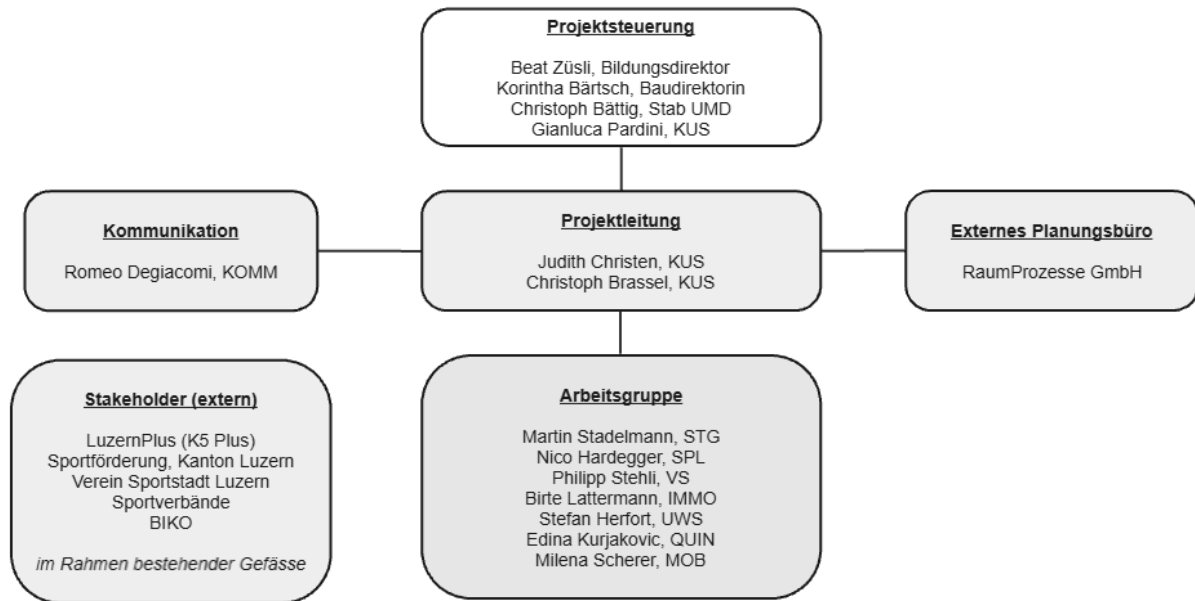 Projektsteuerung
Beat Züsli, Bildungsdirektor
Korintha Bärtsch, Baudirektorin
Christoph Bättig, Stab UMD
Gianluca Pardini, KUS
Kommunikation
Romeo Degiacomi, KOMM
Projektleitung
Judith Christen, KUS
Christoph Brassel, KUS
Externes Planungsbüro
RaumProzesse GmbH
Stakeholder (extern)
LuzernPlus (K5 Plus)
Sportförderung, Kanton Luzern
Verein Sportstadt Luzern
Sportverbände
BIKO
im Rahmen bestehender Gefässe
Arbeitsgruppe
Martin Stadelmann, STG
Nico Hardegger, SPL
Philipp Stehli, VS
Birte Lattermann, IMMO
Stefan Herfort, UWS
Edina Kurjakovic, QUIN
Milena Scherer, MOB